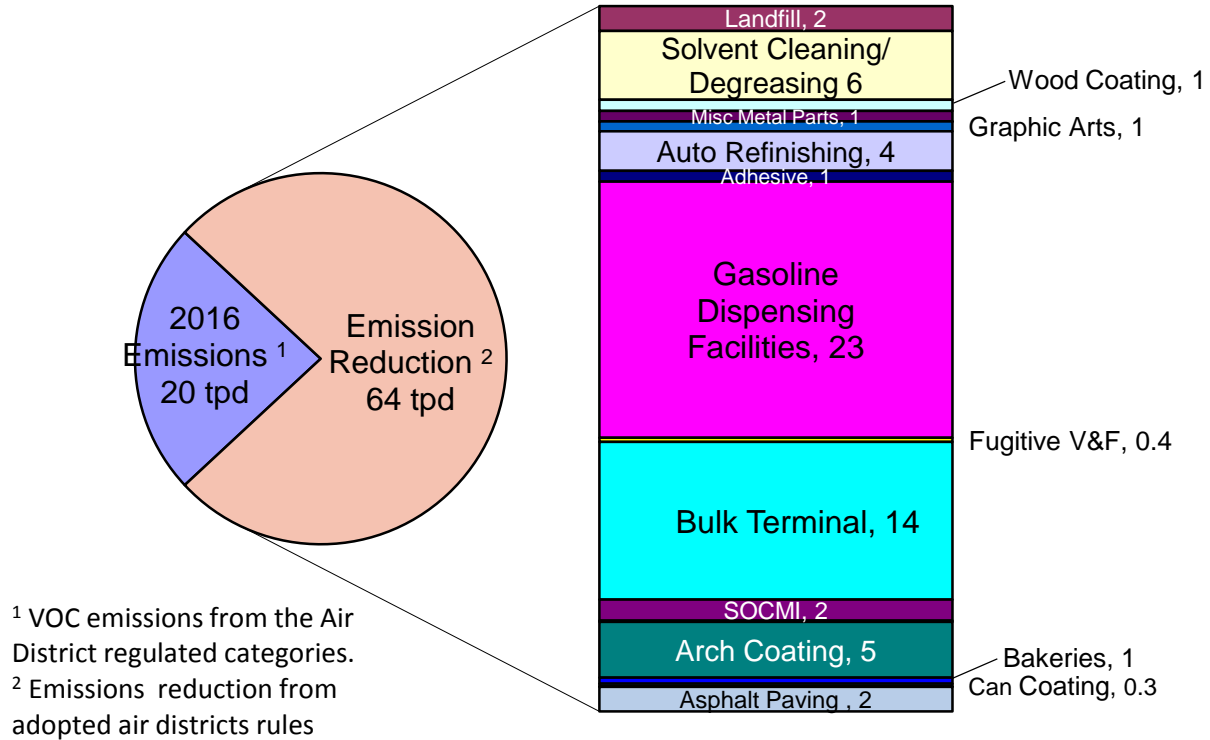 Landfill, 2
Solvent Cleaning/
Degreasing 6
Wood Coating, 1
Misc Metal Parts, 1
Graphic Arts, 1
Auto Refinishing, 4
Adhesive, 1
Gasoline
Dispensing
Facilities, 23
2016
Emissions ¹
20 tpd
Emission
Reduction ²
64 tpd
Fugitive V&F, 0.4
Bulk Terminal, 14
SOCMI, 2
Arch Coating, 5
Bakeries, 1
Can Coating, 0.3
Asphalt Paving , 2
¹ VOC emissions from the Air
District regulated categories.
² Emissions  reduction from
adopted air districts rules